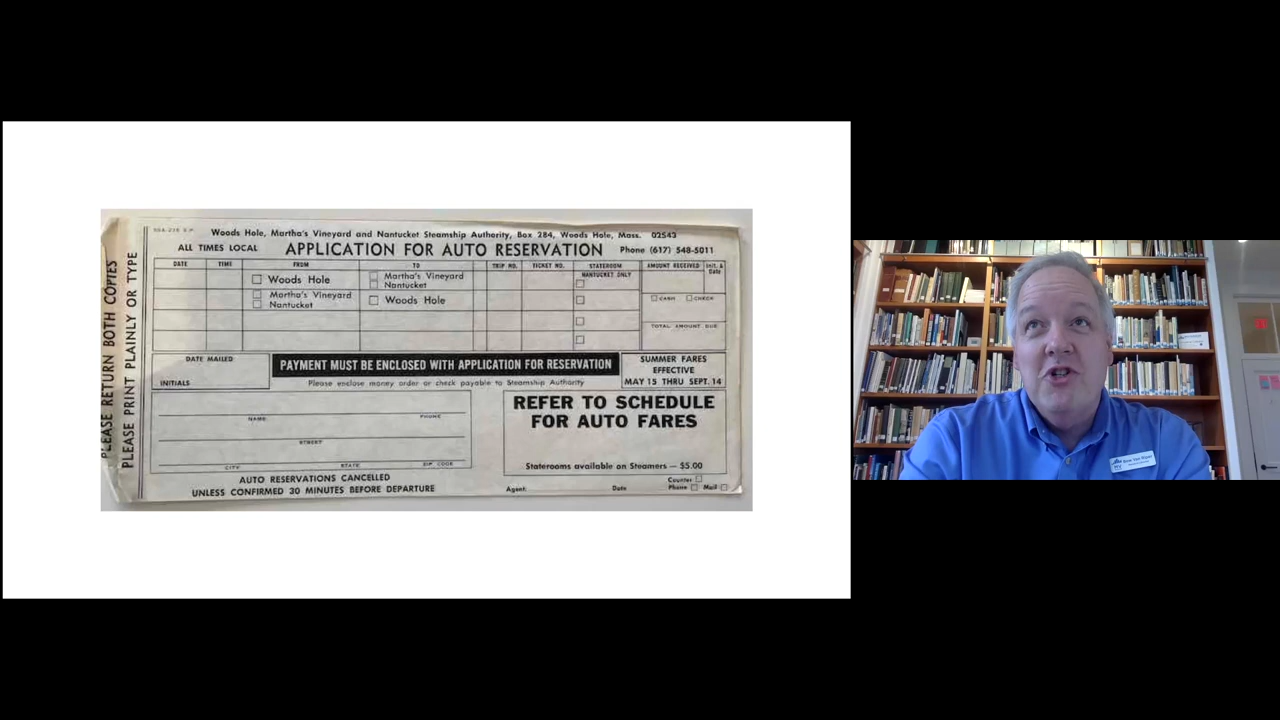 SSA-276 R.P.
Woods Hole, Martha's Vineyard and Nantucket Steamship Authority, Box 284, Woods Hole, Mass. 02543
ALL TIMES LOCAL APPLICATION FOR AUTO RESERVATION Phone (617) 548-5011
DATE TIME FROM TO TRIP NO. TICKET NO. STATEROOM NANTUCKET ONLY AMOUNT RECEIVED Init. & Date
Woods Hole Martha's Vineyard
Nantucket
Martha's Vineyard Woods Hole
Nantucket
CASH CHECK
TOTAL AMOUNT DUE
DATE MAILED
INITIALS
PAYMENT MUST BE ENCLOSED WITH APPLICATION FOR RESERVATION
Please enclose money order or check payable to Steamship Authority
SUMMER FARES
EFFECTIVE
MAY 15 THRU SEPT. 14
NAME PHONE
STREET
CITY STATE ZIP CODE
REFER TO SCHEDULE
FOR AUTO FARES
Staterooms available on Steamers — $5.00
AUTO RESERVATIONS CANCELLED
UNLESS CONFIRMED 30 MINUTES BEFORE DEPARTURE
Agent: Date
Counter
Phone Mail
PLEASE RETURN BOTH COPIES
PLEASE PRINT PLAINLY OR TYPE